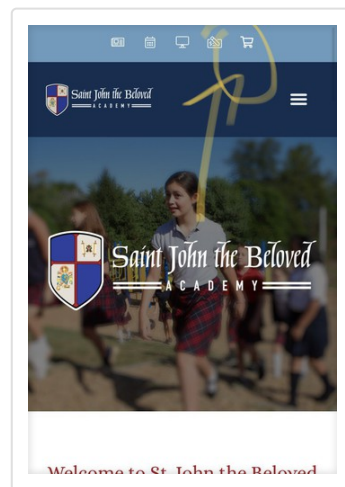 Saint John the Beloved
ACADEMY
Saint John the Beloved
ACADEMY
Welcome to St. John the Beloved